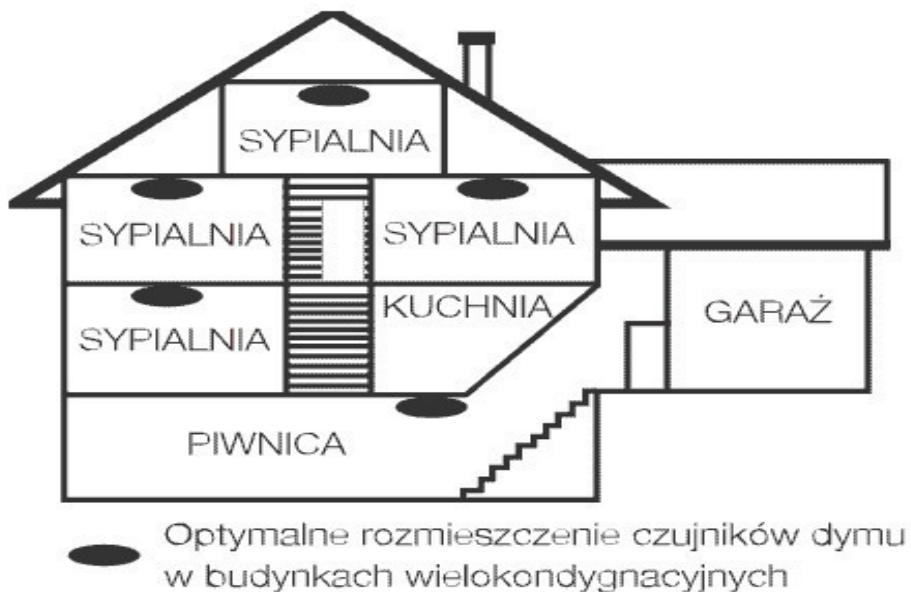 SYPIALNIA
SYPIALNIA SYPIALNIA
SYPIALNIA KUCHNIA GARAŻ
PIWNICA
Optymalne rozmieszczenie czujników dymu
w budynkach wielokondygnacyjnych